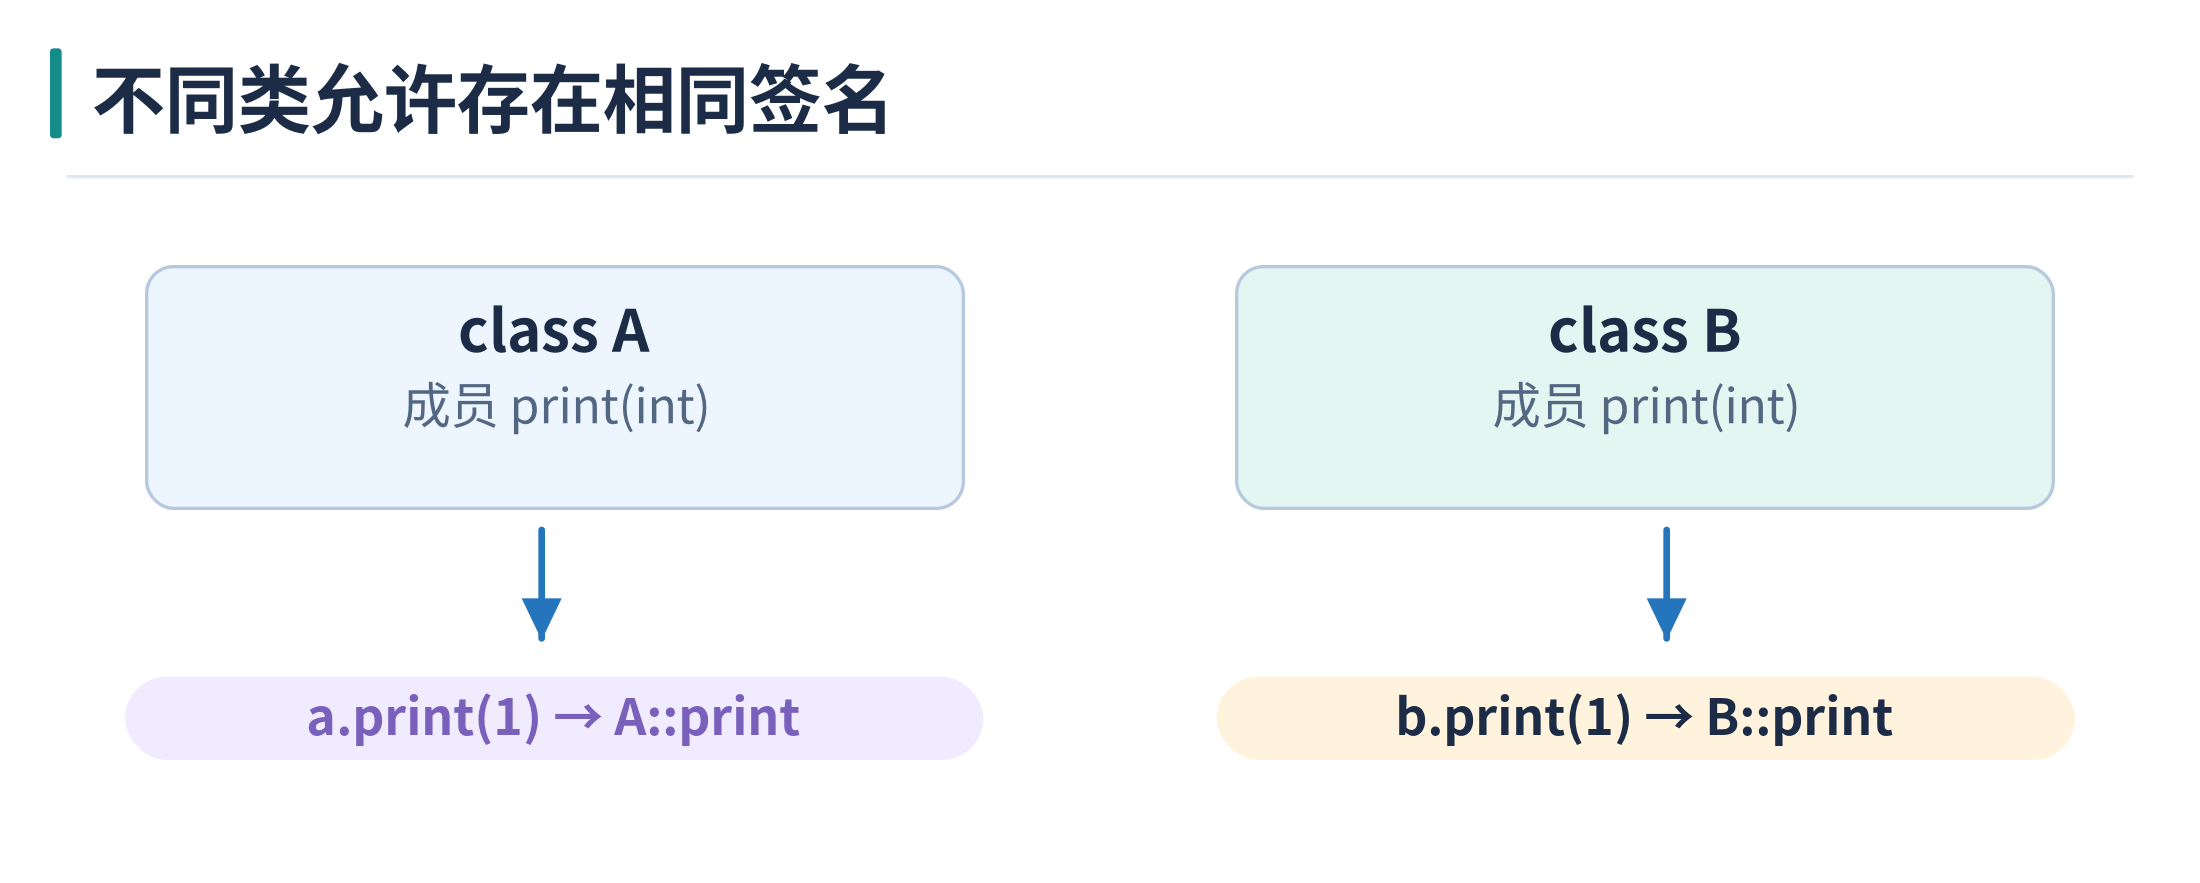 不同类允许存在相同签名
class A
成员 print(int)
class B
成员 print(int)
a.print(1) → A::print
b.print(1) → B::print